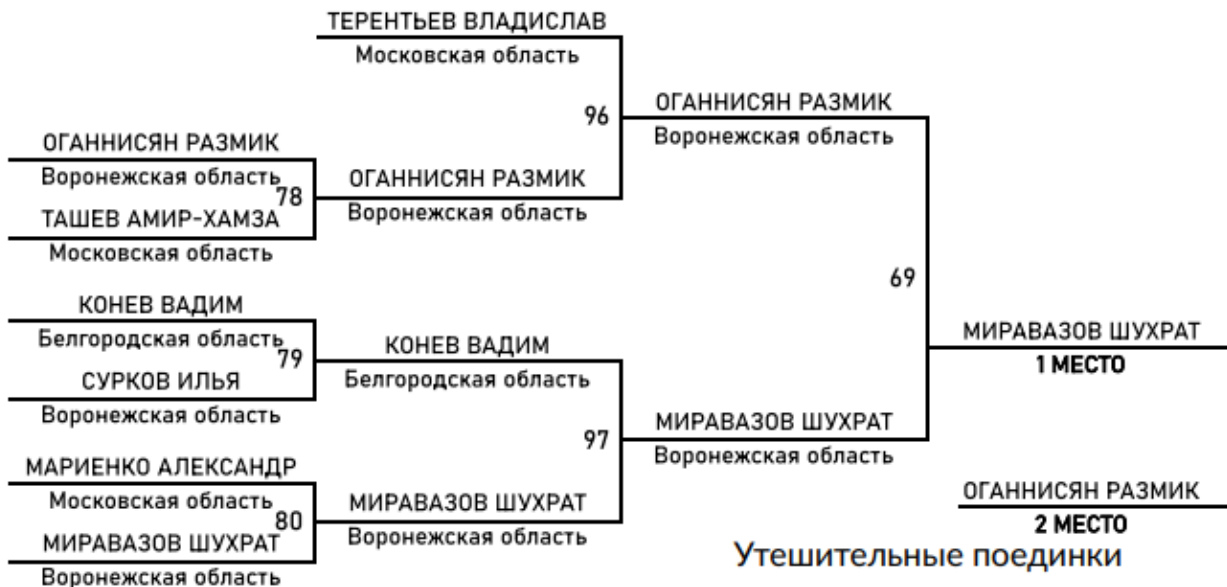 ТЕРЕНТЬЕВ ВЛАДИСЛАВ
Московская область
96
ОГАННИСЯН РАЗМИК
Воронежская область
ОГАННИСЯН РАЗМИК
Воронежская область
78
ОГАННИСЯН РАЗМИК
Воронежская область
ТАШЕВ АМИР-ХАМЗА
Московская область
69
КОНЕВ ВАДИМ
Белгородская область
79
КОНЕВ ВАДИМ
Белгородская область
СУРКОВ ИЛЬЯ
Воронежская область
МИРАВАЗОВ ШУХРАТ
1 МЕСТО
97
МИРАВАЗОВ ШУХРАТ
Воронежская область
МАРИЕНКО АЛЕКСАНДР
Московская область
80
МИРАВАЗОВ ШУХРАТ
Воронежская область
МИРАВАЗОВ ШУХРАТ
Воронежская область
ОГАННИСЯН РАЗМИК
2 МЕСТО
Утешительные поединки